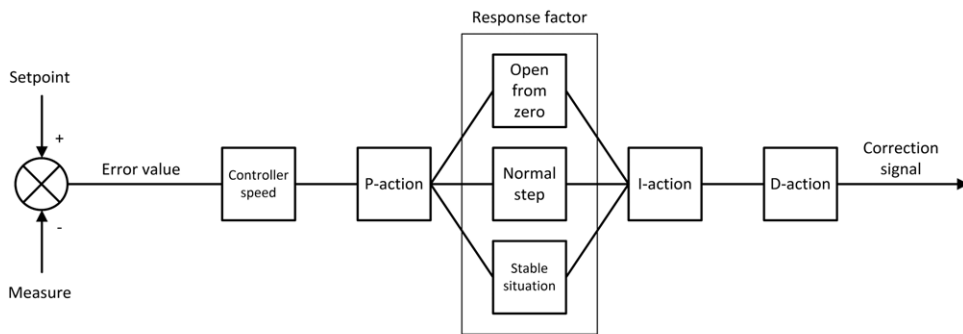 Response factor
Setpoint
+
Error value
-
Measure
Controller
speed
P-action
Open
from
zero
Normal
step
Stable
situation
I-action
D-action
Correction
signal